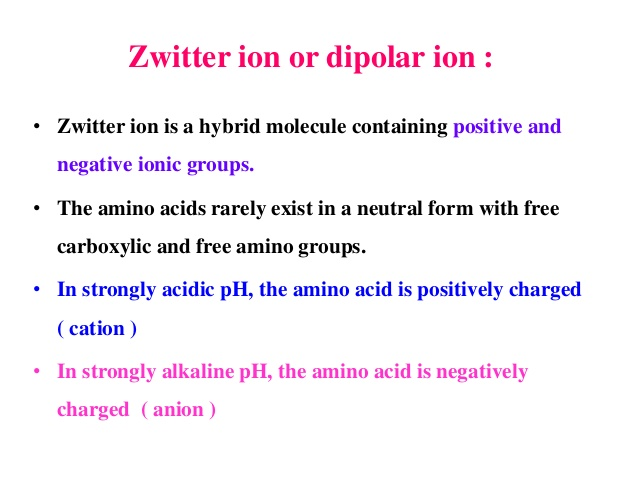 Zwitter ion or dipolar ion :
• Zwitter ion is a hybrid molecule containing positive and
negative ionic groups.
• The amino acids rarely exist in a neutral form with free
carboxylic and free amino groups.
• In strongly acidic pH, the amino acid is positively charged
( cation )
• In strongly alkaline pH, the amino acid is negatively
charged ( anion )